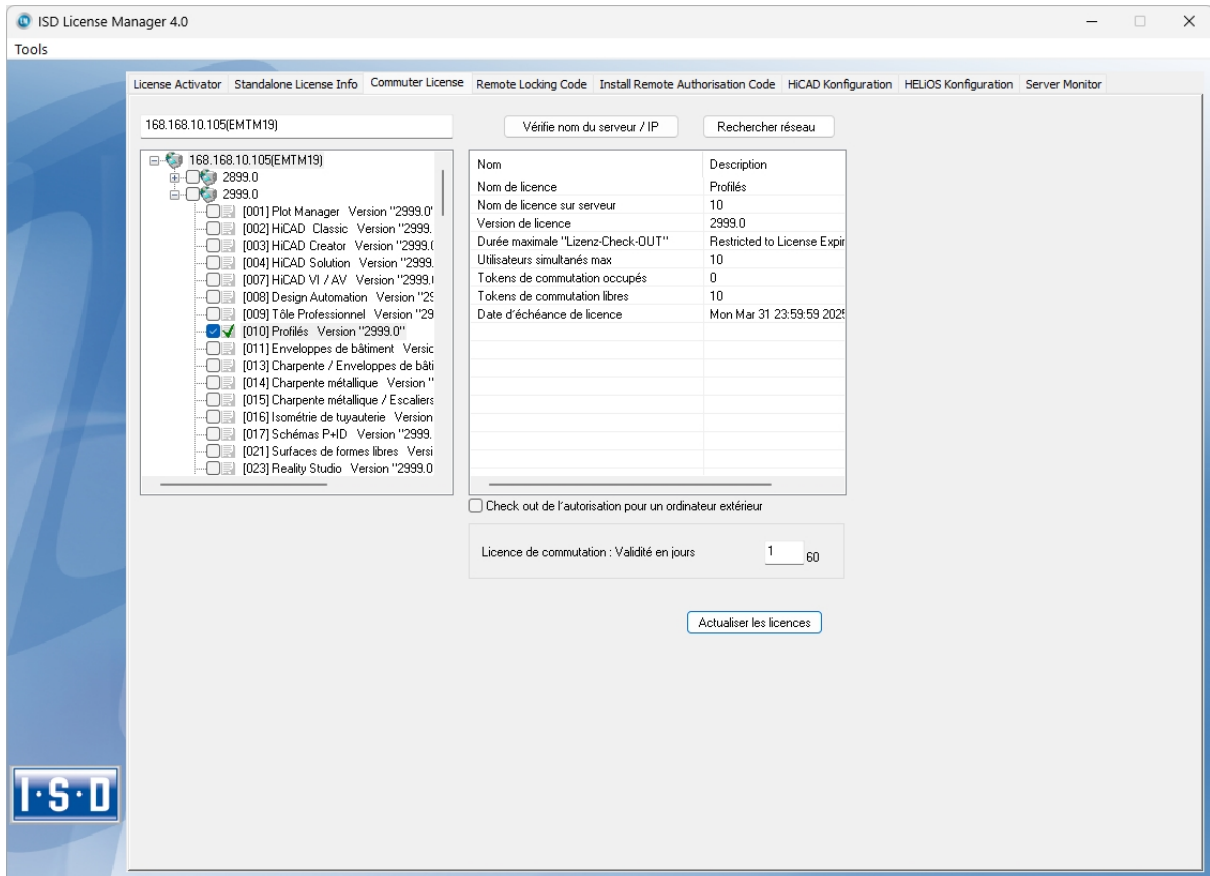 ISD License Manager 4.0
Tools
License Activator Standalone License Info Commuter License Remote Locking Code Install Remote Authorisation Code HiCAD Konfiguration HELiOS Konfiguration Server Monitor
168.168.10.105(EMTM19) Vérifie nom du serveur / IP Rechercher réseau
168.168.10.105(EMTM19)
2899.0
2999.0
[001] Plot Manager Version "2999.0"
[002] HiCAD Classic Version "2999.
[003] HiCAD Creator Version "2999.(
[004] HiCAD Solution Version "2999.
[007] HiCAD VI / AV Version "2999.(
[008] Design Automation Version "29
[009] Tôle Professionnel Version "29
[010] Profilés Version "2999.0"
[011] Enveloppes de bâtiment Versic
[013] Charpente / Enveloppes de bâti
[014] Charpente métallique Version "
[015] Charpente métallique / Escaliers
[016] Isométrie de tuyauterie Version
[017] Schémas P+ID Version "2999.
[021] Surfaces de formes libres Versi
[023] Reality Studio Version "2999.0
Nom Description
Nom de licence Profilés
Nom de licence sur serveur 10
Version de licence 2999.0
Durée maximale "Lizenz-Check-OUT" Restricted to License Expir
Utilisateurs simultanés max 10
Tokens de commutation occupés 0
Tokens de commutation libres 10
Date d´échéance de licence Mon Mar 31 23:59:59 2025
Check out de l´autorisation pour un ordinateur extérieur
Licence de commutation : Validité en jours 1 60
Actualiser les licences
I·S·D